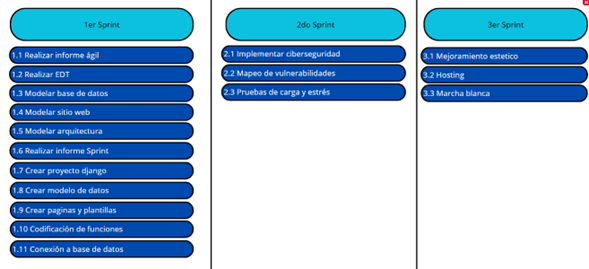 1er Sprint
1.1 Realizar informe ágil
1.2 Realizar EDT
1.3 Modelar base de datos
1.4 Modelar sitio web
1.5 Modelar arquitectura
1.6 Realizar informe Sprint
1.7 Crear proyecto django
1.8 Crear modelo de datos
1.9 Crear paginas y plantillas
1.10 Codificación de funciones
1.11 Conexión a base de datos
2do Sprint
2.1 Implementar ciberseguridad
2.2 Mapeo de vulnerabilidades
2.3 Pruebas de carga y estrés
3er Sprint
3.1 Mejoramiento estetico
3.2 Hosting
3.3 Marcha blanca